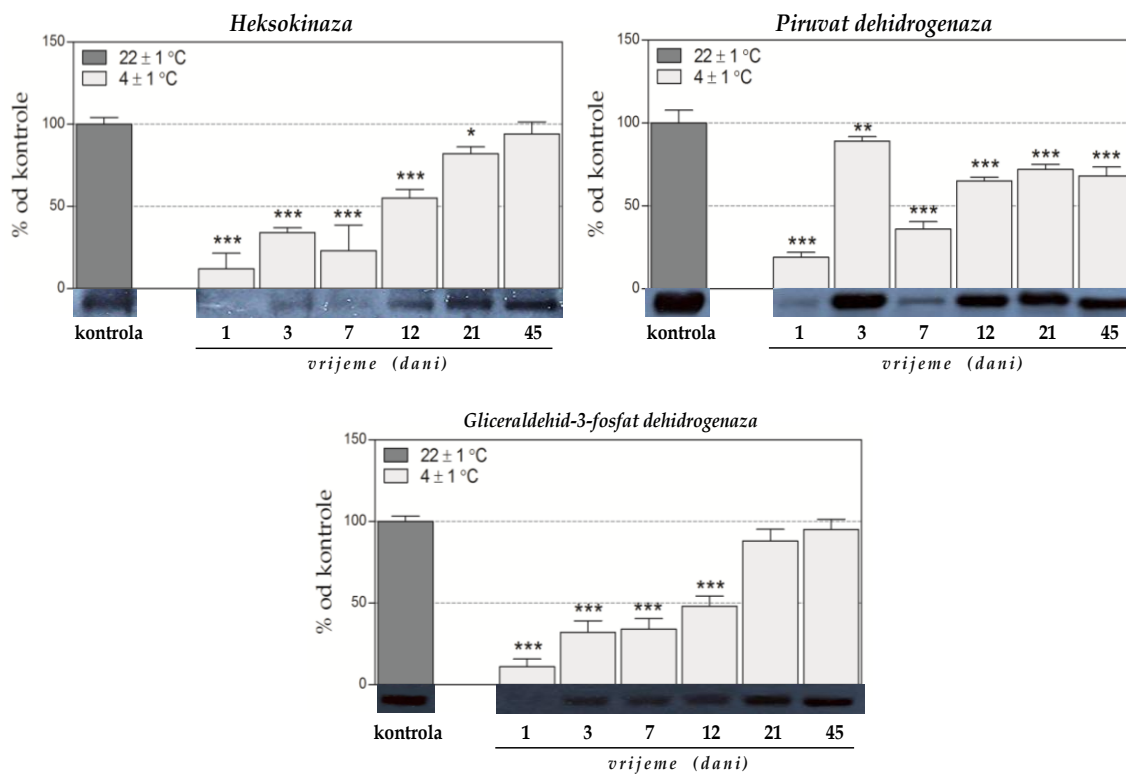 Heksokinaza
150
22 ± 1 °C
4 ± 1 °C
100
50
0
% od kontrole
***
***
***
***
*
kontrola
1 3 7 12 21 45
vrijeme (dani)
Piruvat dehidrogenaza
150
22 ± 1 °C
4 ± 1 °C
100
50
0
% od kontrole
***
**
***
***
***
***
kontrola
1 3 7 12 21 45
vrijeme (dani)
Gliceraldehid-3-fosfat dehidrogenaza
150
22 ± 1 °C
4 ± 1 °C
100
50
0
% od kontrole
***
***
***
***
kontrola
1 3 7 12 21 45
vrijeme (dani)